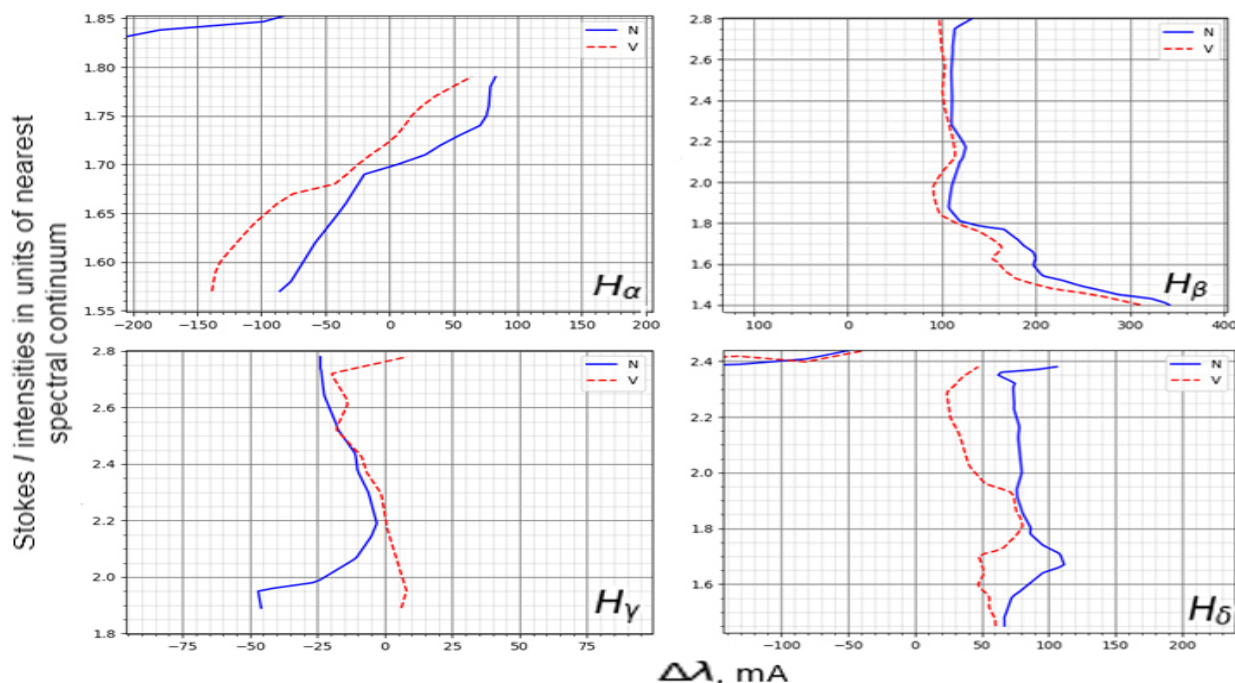 Stokes I intensities in units of nearest
spectral continuum
1.85
1.80
1.75
1.70
1.65
1.60
1.55
−200 −150 −100 −50 0 50 100 150 200
N
V
Hα
2.8
2.6
2.4
2.2
2.0
1.8
1.6
1.4
100 0 100 200 300 400
N
V
Hβ
2.8
2.6
2.4
2.2
2.0
1.8
−75 −50 −25 0 25 50 75
N
V
Hγ
2.4
2.2
2.0
1.8
1.6
−100 −50 0 50 100 150 200
N
V
Hδ
Δλ, mA